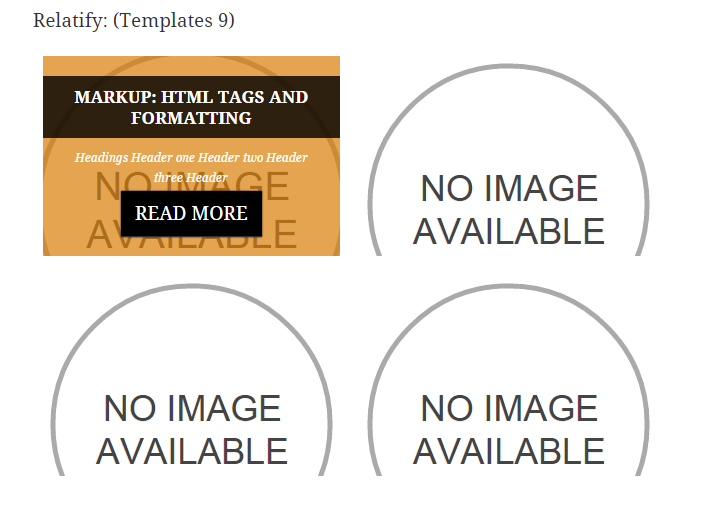 Relatify: (Templates 9)
MARKUP: HTML TAGS AND
FORMATTING
Headings Header one Header two Header
three Header
NO IMAGE
READ MORE
AVAILABLE
NO IMAGE
AVAILABLE
NO IMAGE
AVAILABLE
NO IMAGE
AVAILABLE